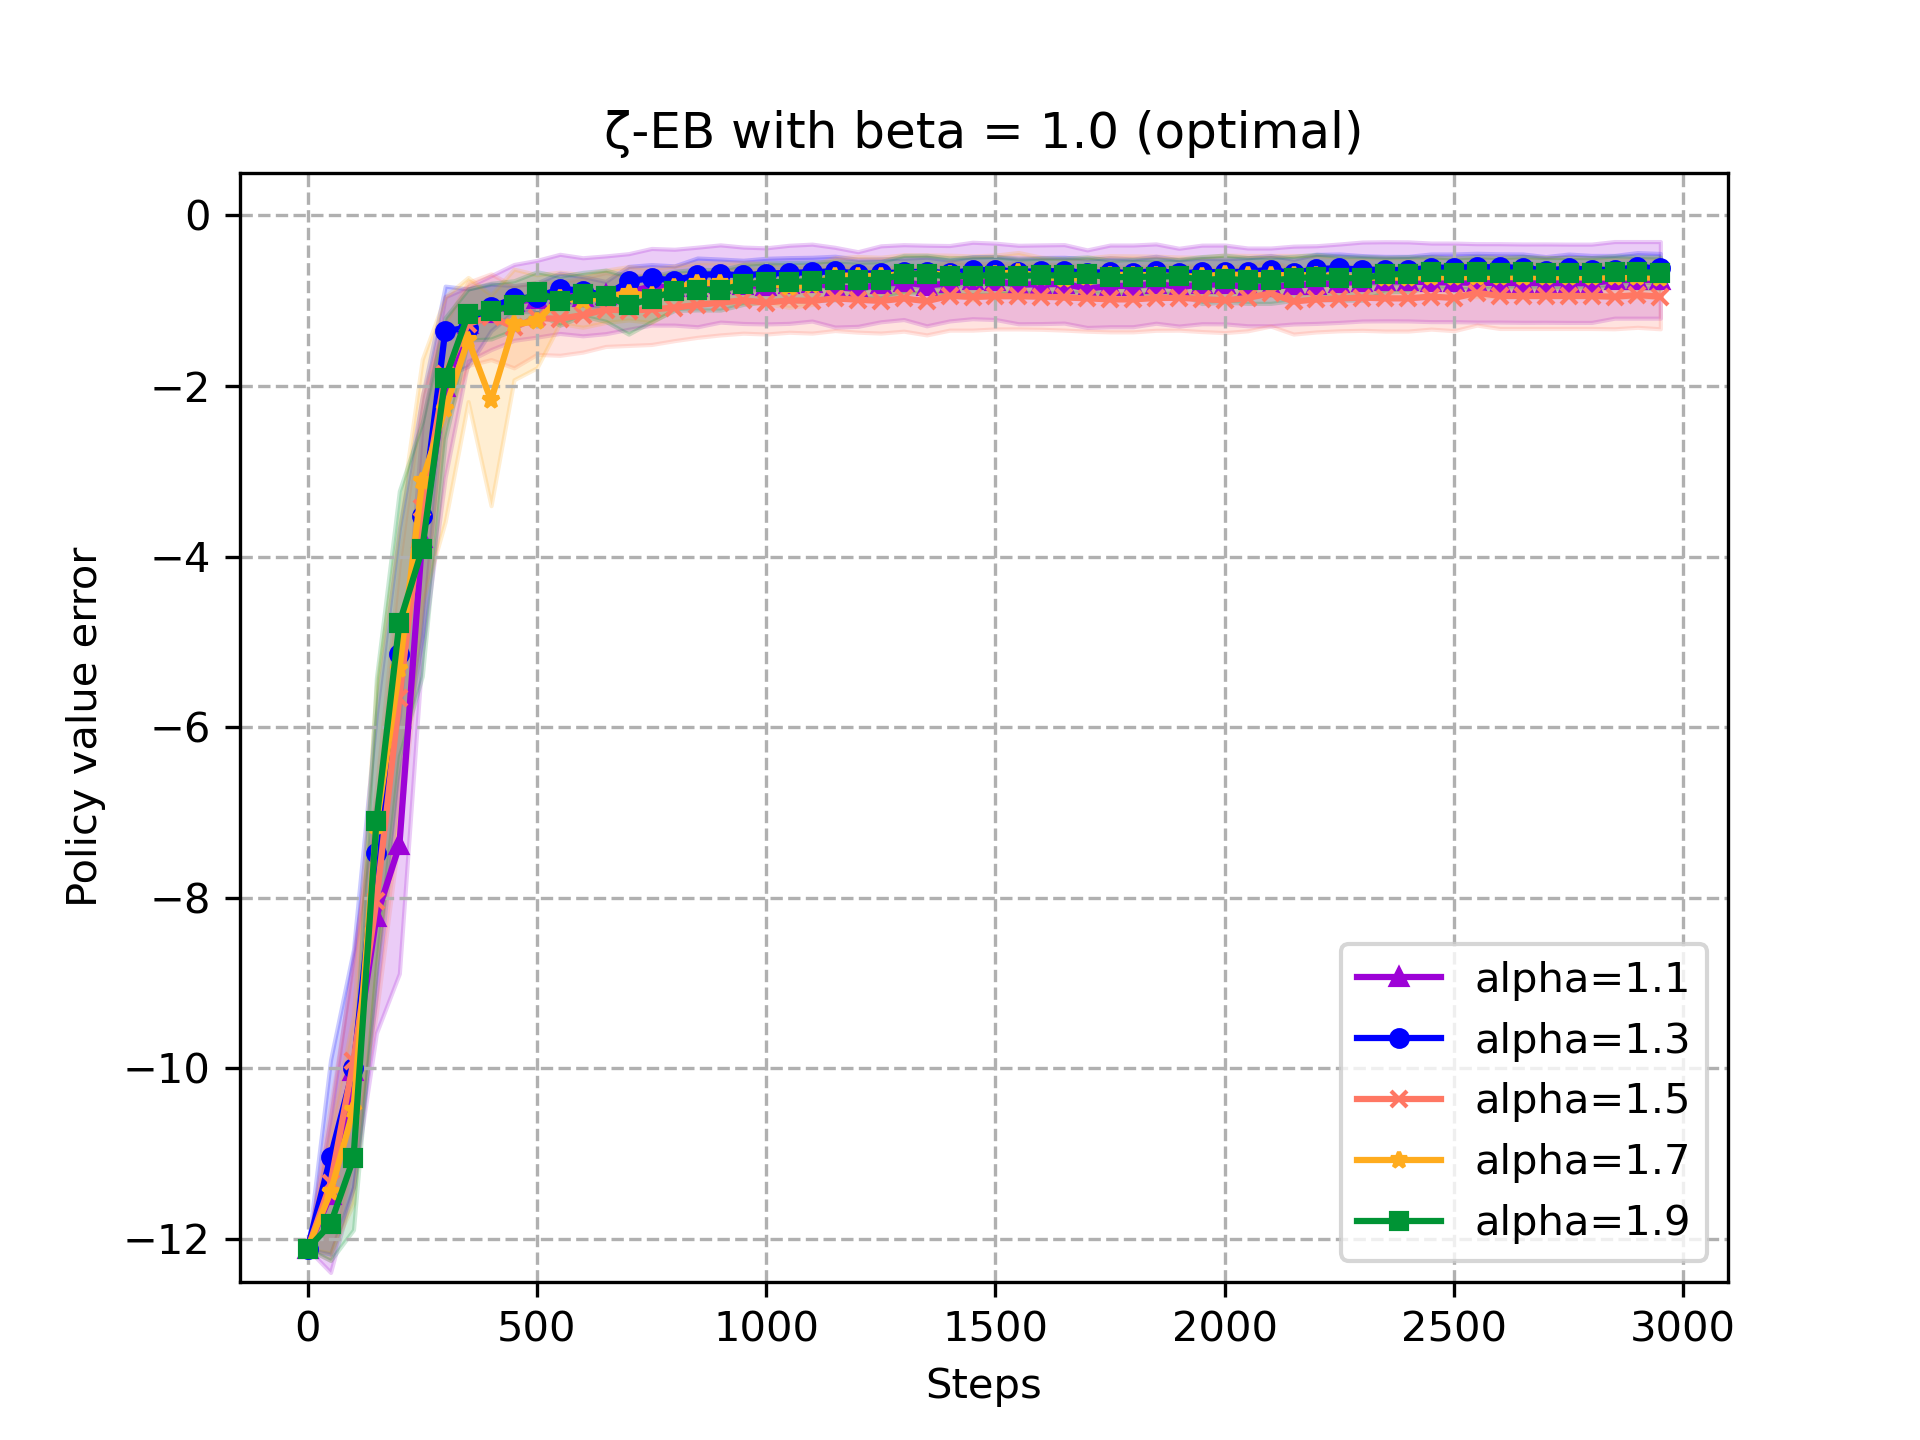 ζ-EB with beta = 1.0 (optimal)
0
−2
−4
−6
−8
−10
−12
Policy value error
alpha=1.1
alpha=1.3
alpha=1.5
alpha=1.7
alpha=1.9
0 500 1000 1500 2000 2500 3000
Steps